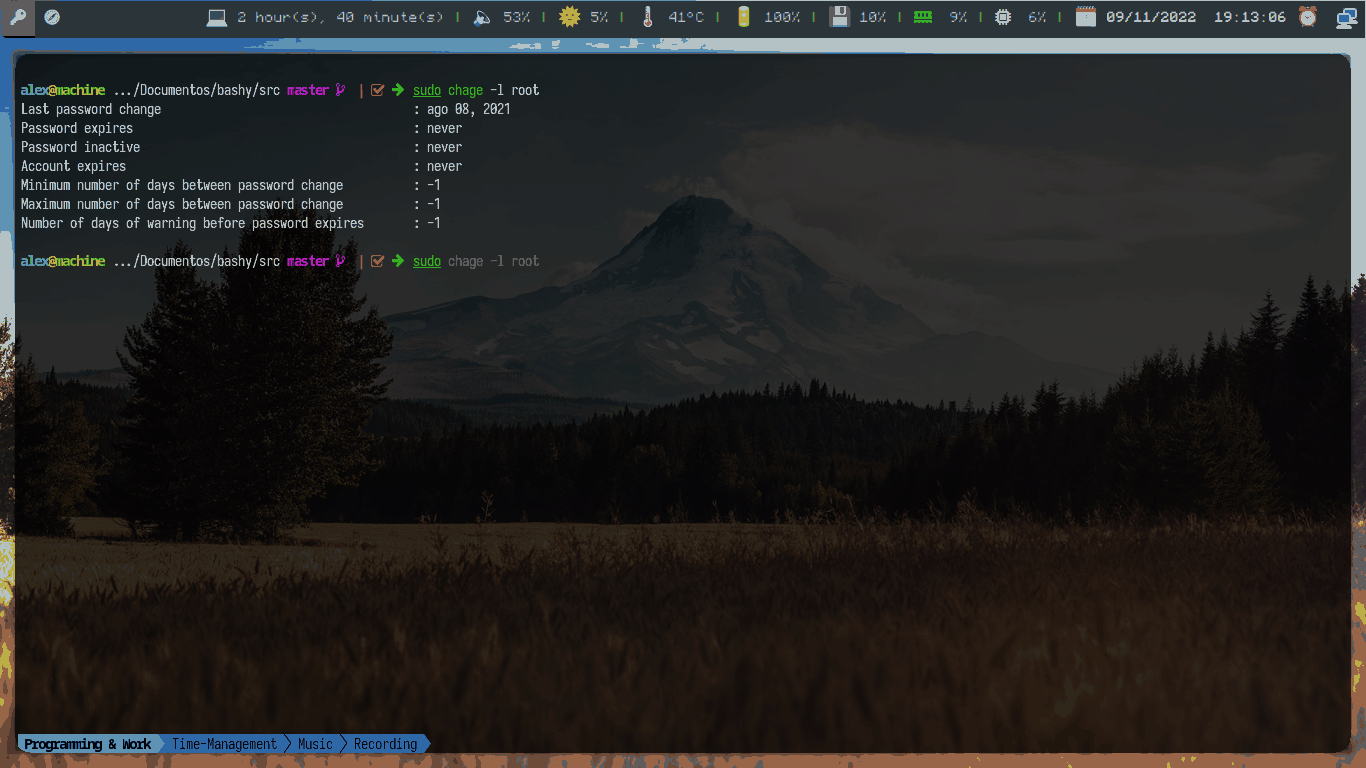 2 hour(s), 40 minute(s) | 53% | 5% | 41°C | 100% | 10% | 9% | 6% | 09/11/2022 19:13:06
alex@machine .../Documentos/bashy/src master | ➜ sudo chage -l root
Last password change : ago 08, 2021
Password expires : never
Password inactive : never
Account expires : never
Minimum number of days between password change : -1
Maximum number of days between password change : -1
Number of days of warning before password expires : -1
alex@machine .../Documentos/bashy/src master | ➜ sudo chage -l root
Programming & Work Time-Management Music Recording